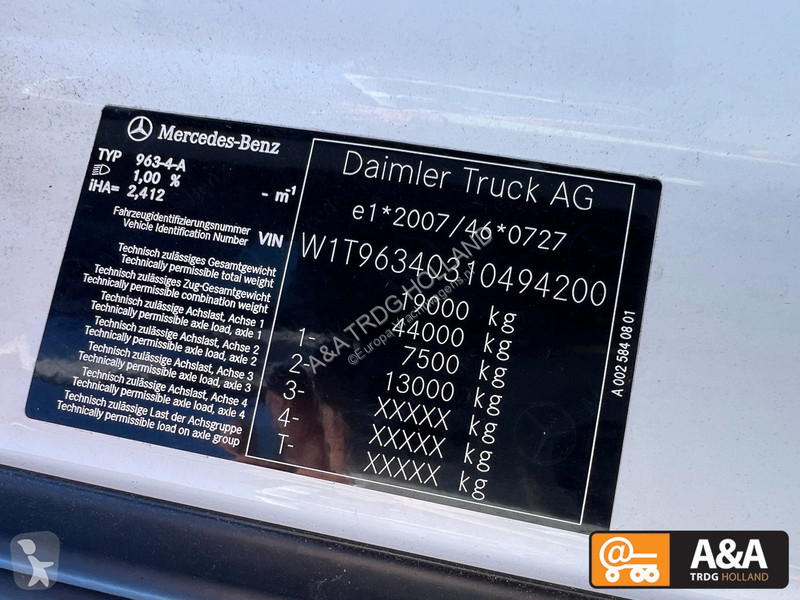 Mercedes-Benz
TYP 963-4-A
1,00 %
iHA= 2,412 - m⁻¹
Fahrzeugidentifizierungsnummer
Vehicle Identification Number VIN
Technisch zulässiges Gesamtgewicht
Technically permissible total weight
Technisch zulässiges Zug-Gesamtgewicht
Technically permissible combination weight
Technisch zulässige Achslast, Achse 1
Technically permissible axle load, axle 1
Technisch zulässige Achslast, Achse 2
Technically permissible axle load, axle 2
Technisch zulässige Achslast, Achse 3
Technically permissible axle load, axle 3
Technisch zulässige Achslast, Achse 4
Technically permissible axle load, axle 4
Technisch zulässige Last der Achsgruppe
Technically permissible load on axle group
Daimler Truck AG
e1*2007/46*0727
W1T96340310494200
19000 kg
44000 kg
1- 7500 kg
2- 13000 kg
3- XXXXX kg
4- XXXXX kg
T- XXXXX kg
A 002 584 08 01
A&A TRDG HOLLAND
A&A
TRDG HOLLAND